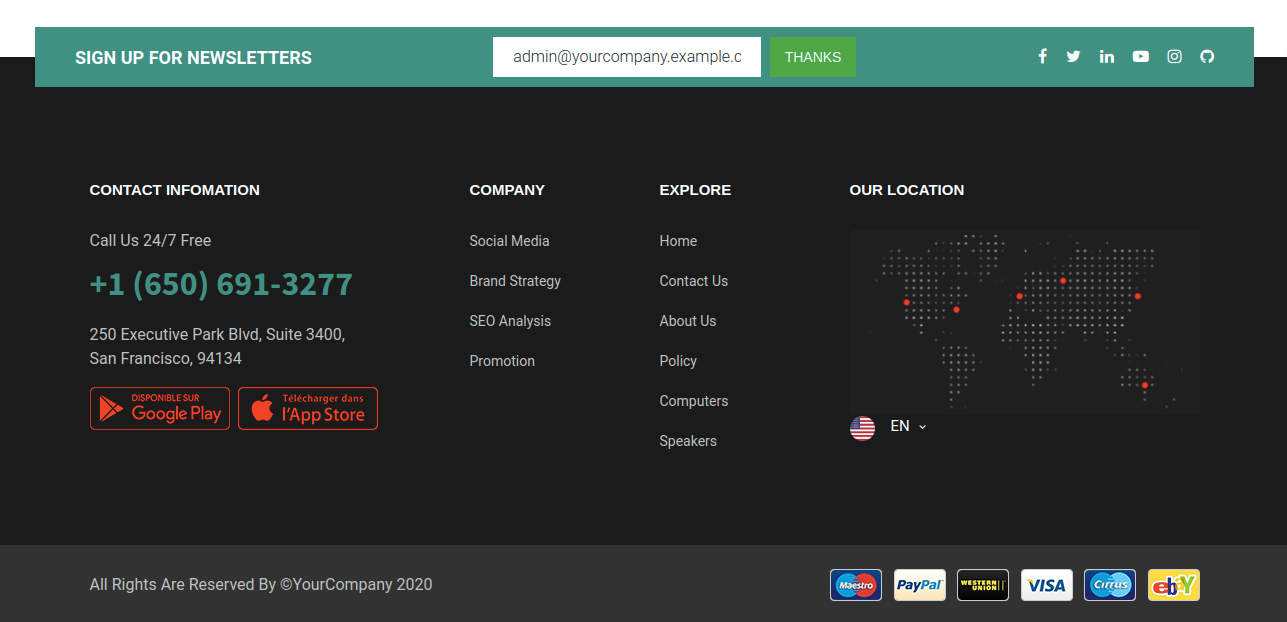 SIGN UP FOR NEWSLETTERS
admin@yourcompany.example.c
THANKS
CONTACT INFOMATION
Call Us 24/7 Free
+1 (650) 691-3277
250 Executive Park Blvd, Suite 3400,
San Francisco, 94134
DISPONIBLE SUR
Google Play
Télécharger dans
l'App Store
COMPANY
Social Media
Brand Strategy
SEO Analysis
Promotion
EXPLORE
Home
Contact Us
About Us
Policy
Computers
Speakers
OUR LOCATION
EN
All Rights Are Reserved By ©YourCompany 2020
Maestro
PayPal
WESTERN
UNION
VISA
Cirrus
ebaY